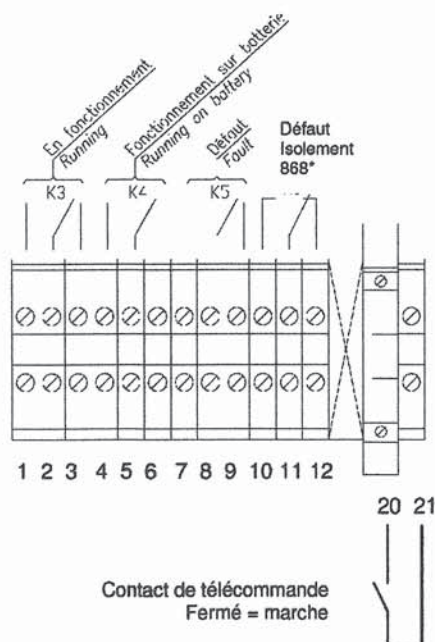 En fonctionnement
Running
Fonctionnement sur batterie
Running on battery
Défaut
Fault
Défaut
Isolement
868*
K3
K4
K5
1 2 3 4 5 6 7 8 9 10 11 12
20 21
Contact de télécommande
Fermé = marche